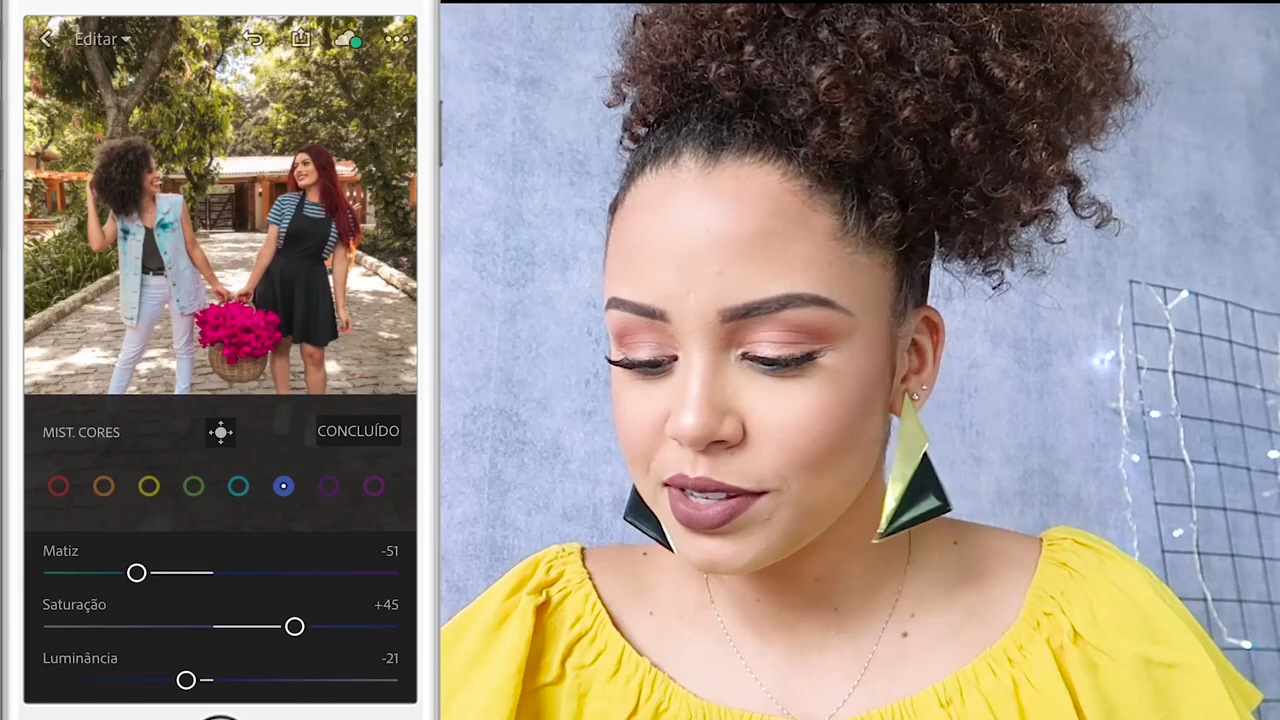 Editar
MIST. CORES
CONCLUÍDO
Matiz
-51
Saturação
+45
Luminância
-21